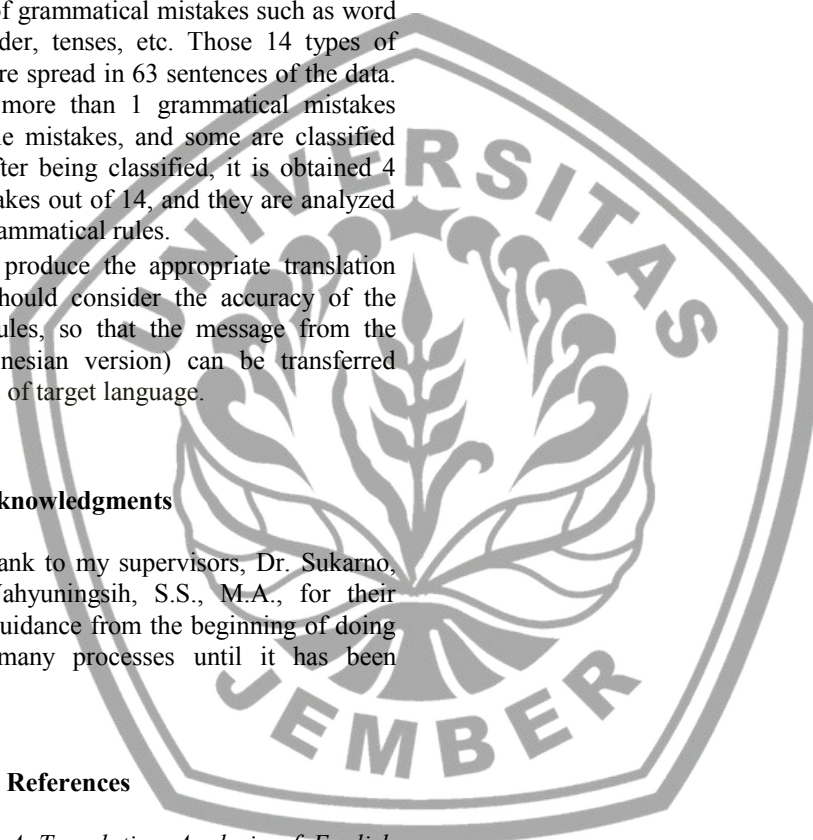 of grammatical mistakes such as word
der, tenses, etc. Those 14 types of
re spread in 63 sentences of the data.
more than 1 grammatical mistakes
e mistakes, and some are classified
fter being classified, it is obtained 4
akes out of 14, and they are analyzed
ammatical rules.
produce the appropriate translation
hould consider the accuracy of the
ules, so that the message from the
nesian version) can be transferred
of target language.
knowledgments
ank to my supervisors, Dr. Sukarno,
ahyuningsih, S.S., M.A., for their
uidance from the beginning of doing
many processes until it has been
References
A Translation Analysis of English
UNIVERSITAS
JEMBER